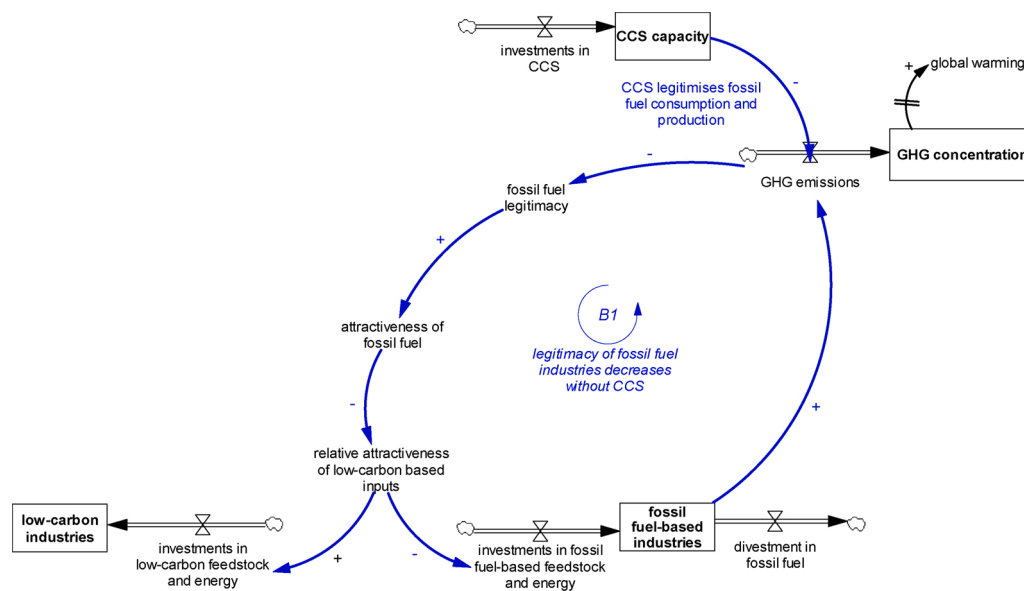 CCS capacity
investments in
CCS
+
global warming
CCS legitimises fossil
fuel consumption and
production
-
GHG concentration
-
GHG emissions
fossil fuel
legitimacy
+
B1
attractiveness of
fossil fuel
legitimacy of fossil fuel
industries decreases
without CCS
-
+
relative attractiveness
of low-carbon based
inputs
low-carbon
industries
fossil
fuel-based
industries
investments in
low-carbon feedstock
and energy
+
-
investments in fossil
fuel-based feedstock
and energy
divestment in
fossil fuel